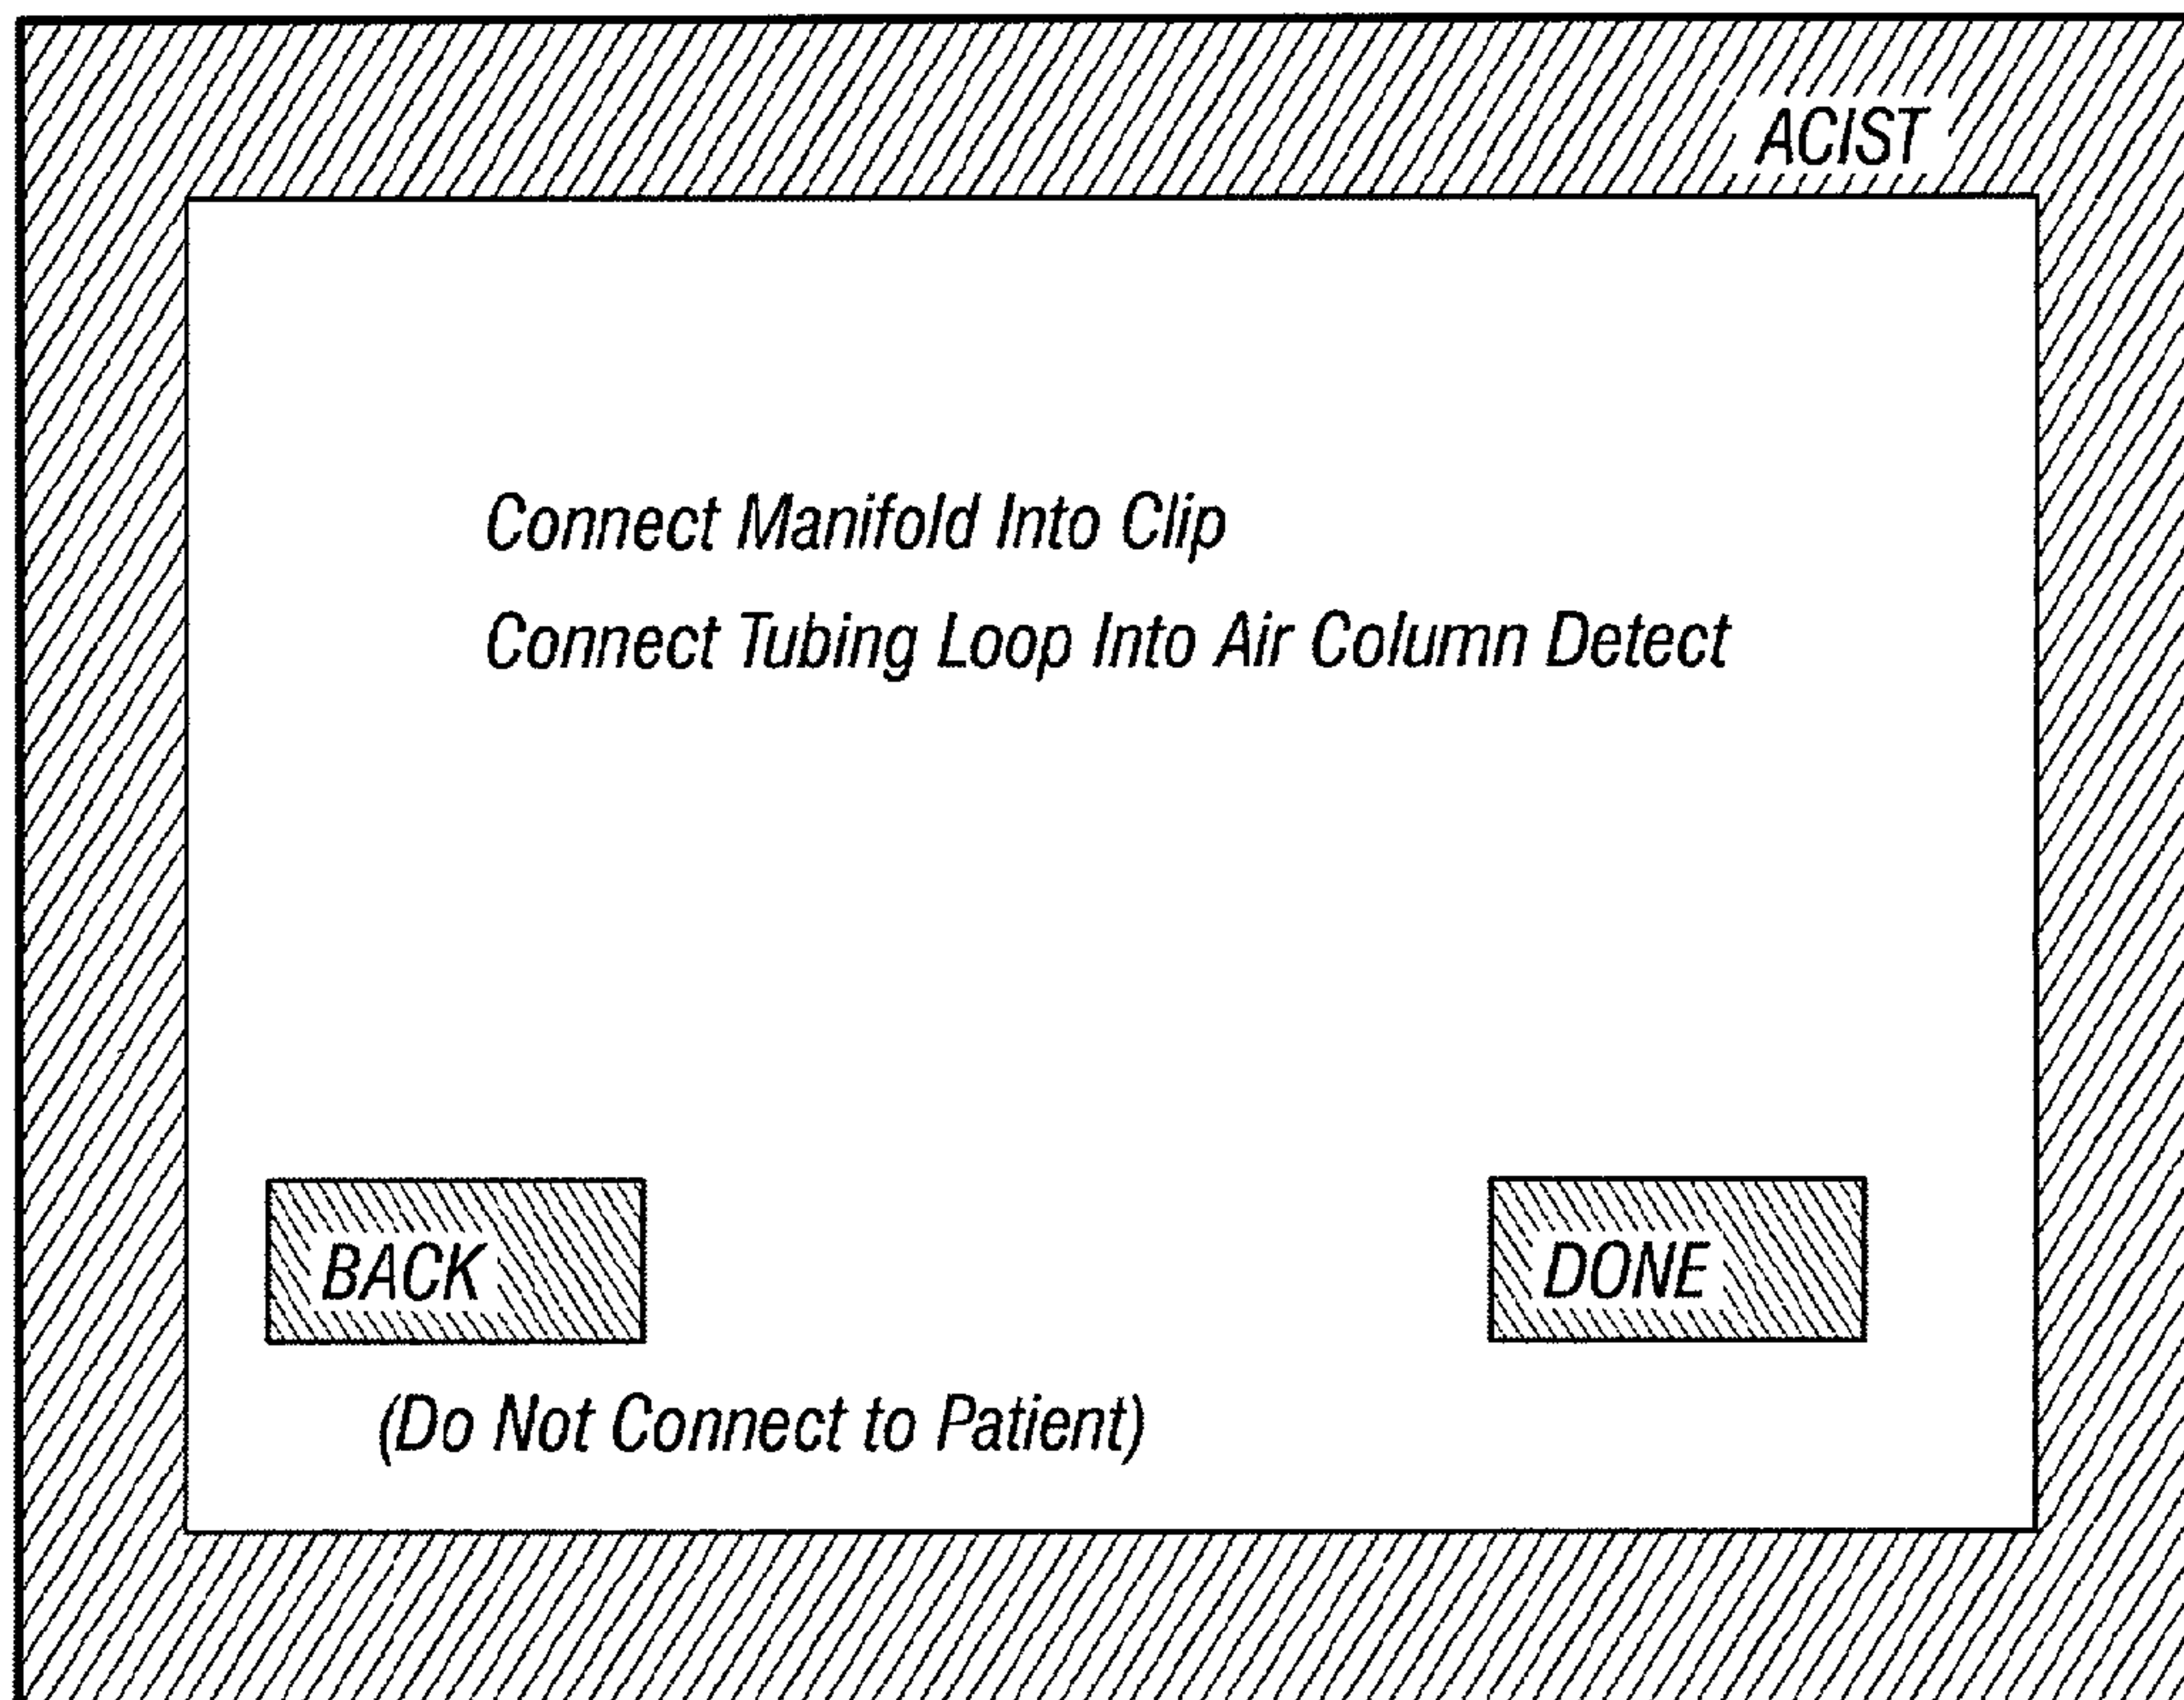 ACIST
Connect Manifold Into Clip
Connect Tubing Loop Into Air Column Detect
BACK
DONE
(Do Not Connect to Patient)